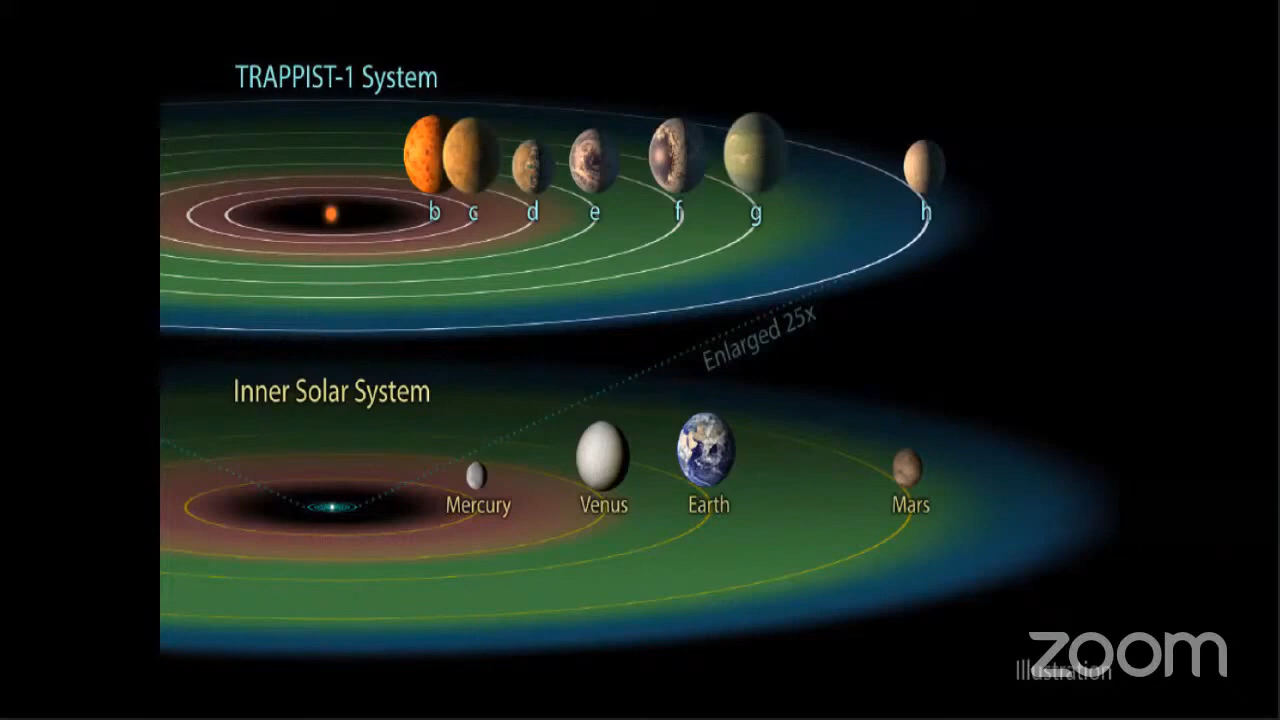 TRAPPIST-1 System
b c d e f g h
Enlarged 25x
Inner Solar System
Mercury Venus Earth Mars
zoom
Illustration